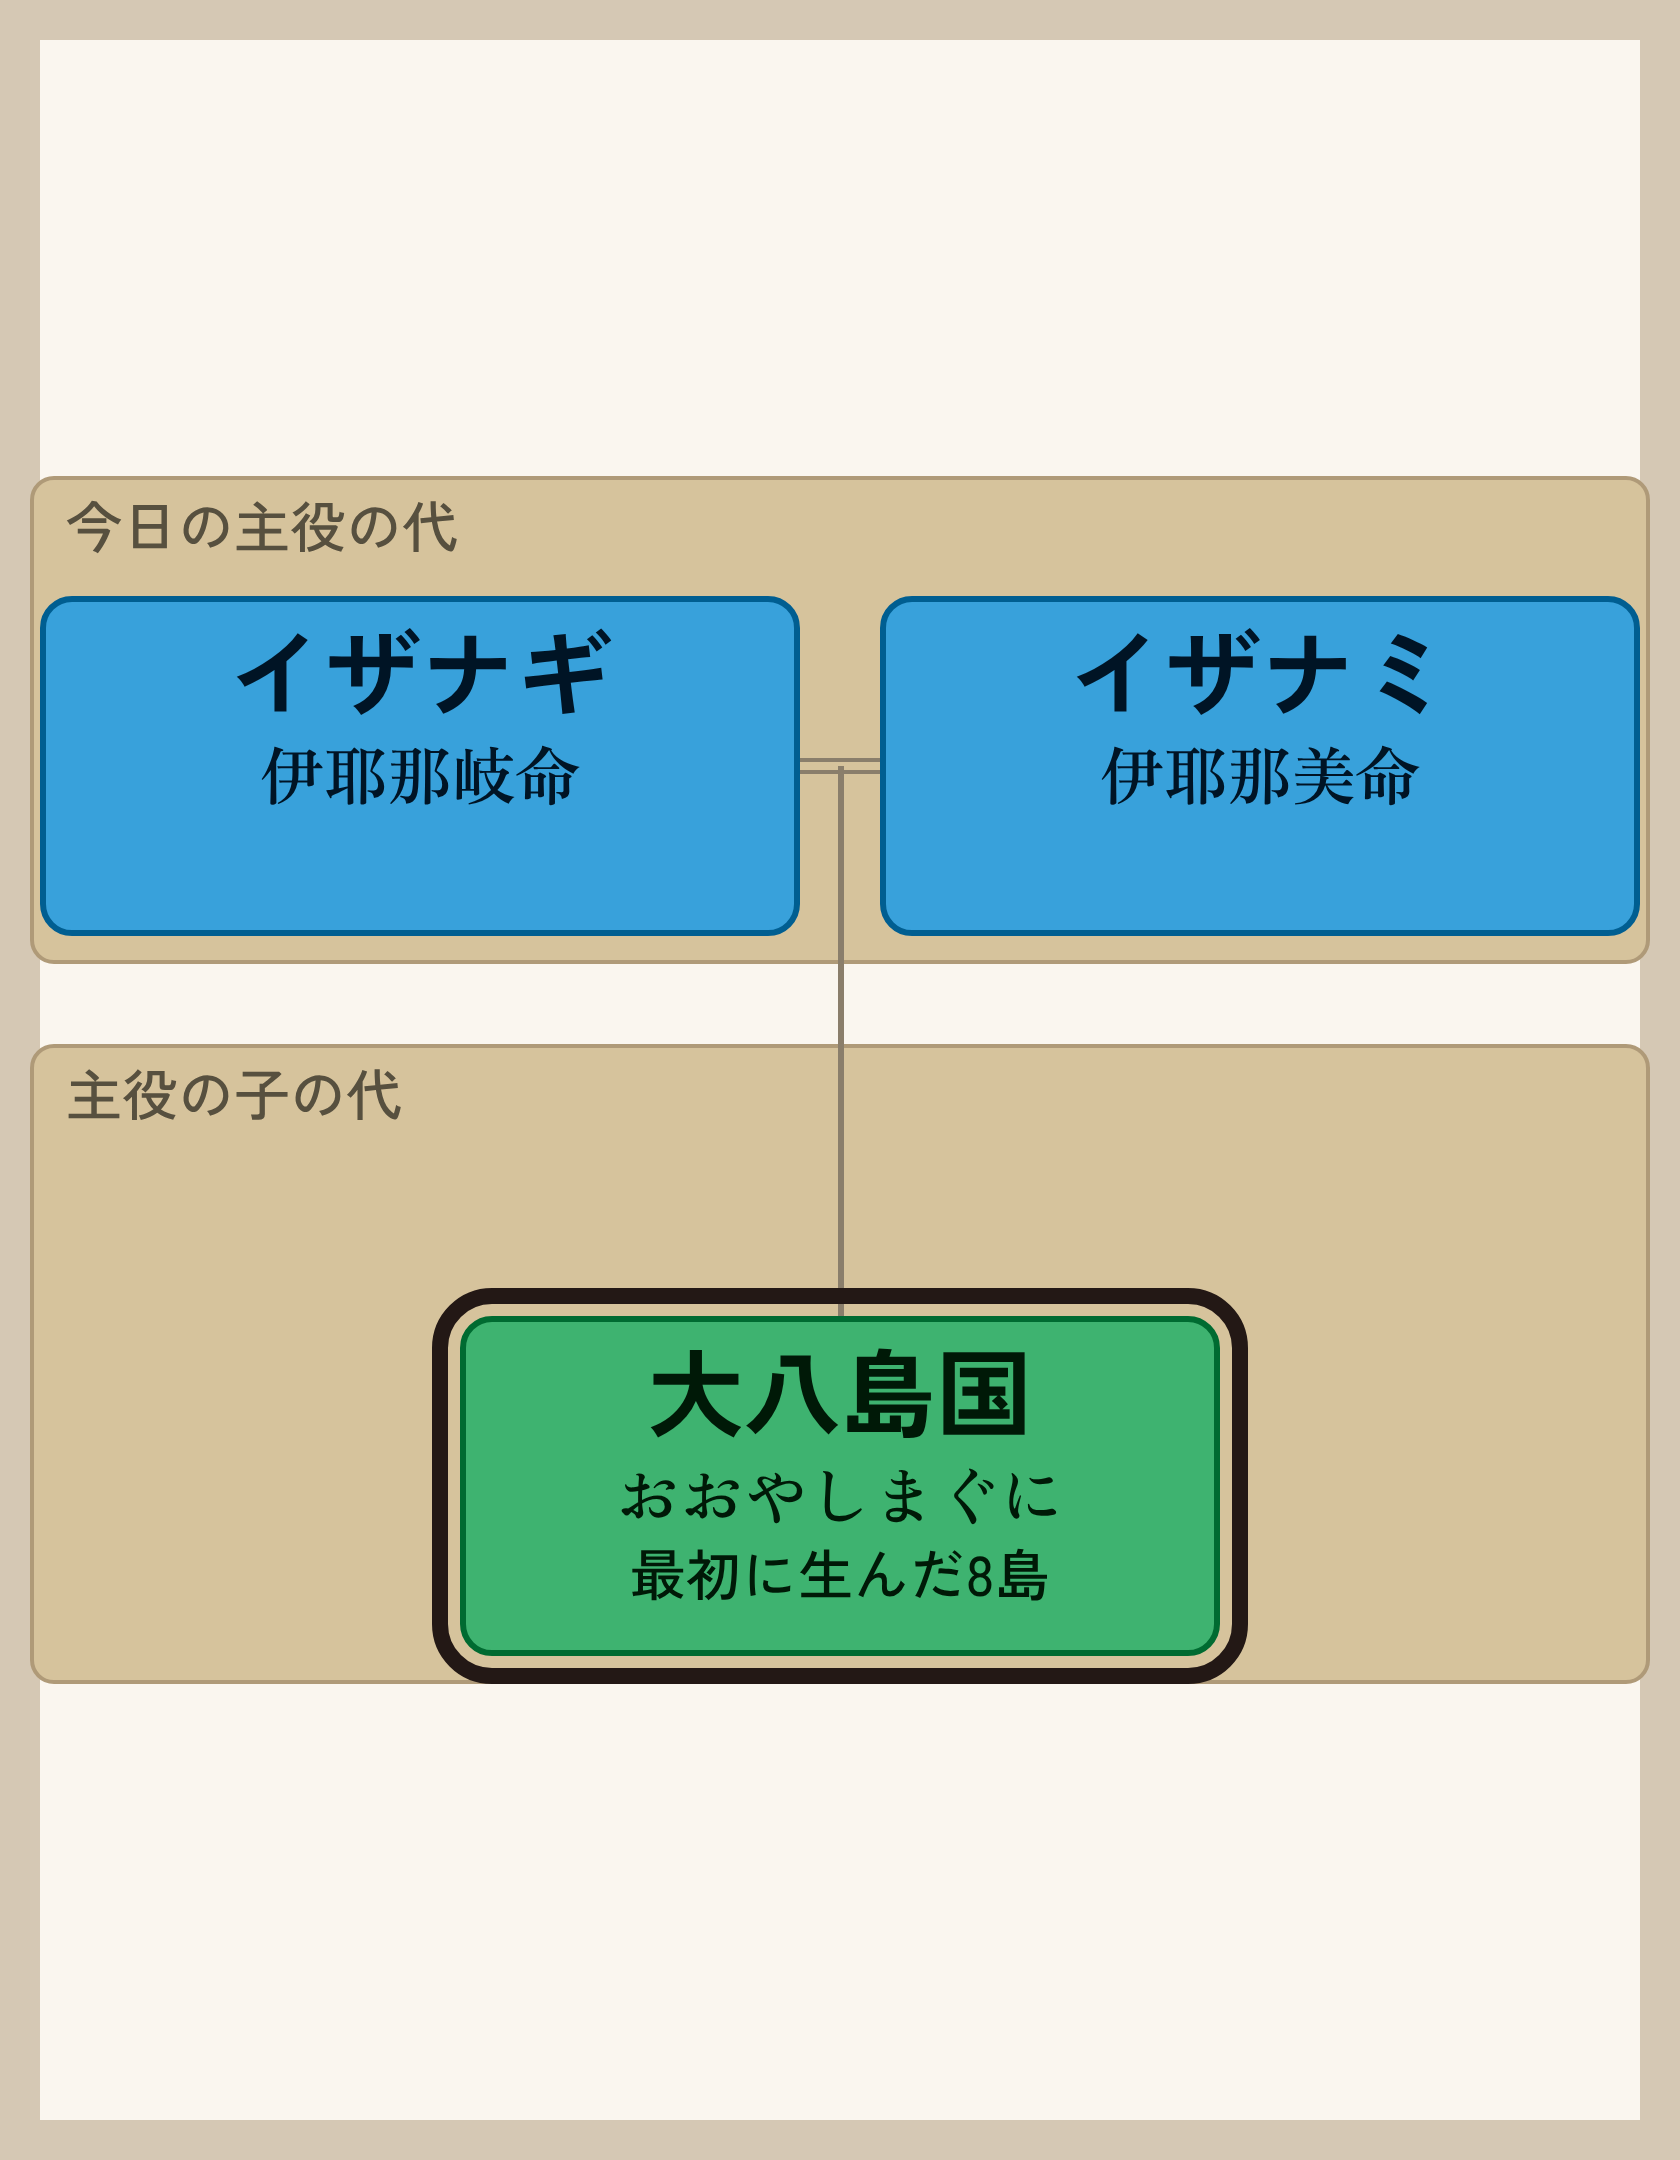 今日の主役の代
イザナギ
伊耶那岐命
イザナミ
伊耶那美命
主役の子の代
大八島国
おおやしまぐに
最初に生んだ8島